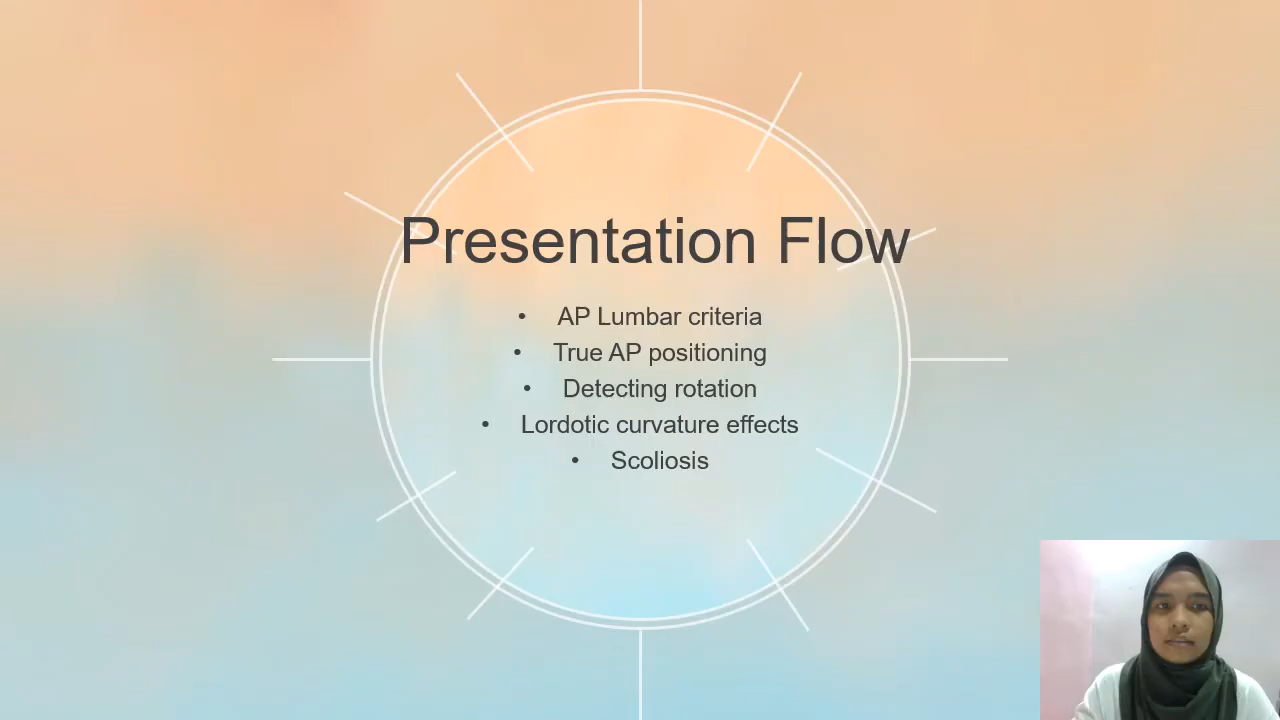 Presentation Flow
• AP Lumbar criteria
• True AP positioning
• Detecting rotation
• Lordotic curvature effects
• Scoliosis